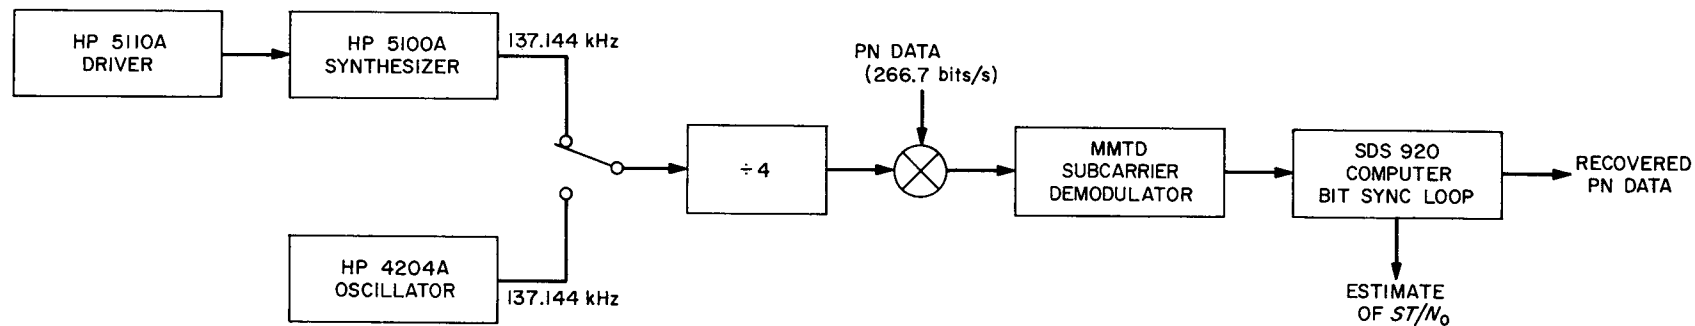 HP 5110A
DRIVER
HP 5100A
SYNTHESIZER
137.144 kHz
HP 4204A
OSCILLATOR
137.144 kHz
÷4
PN DATA
(266.7 bits/s)
MMTD
SUBCARRIER
DEMODULATOR
SDS 920
COMPUTER
BIT SYNC LOOP
RECOVERED
PN DATA
ESTIMATE
OF ST/N₀